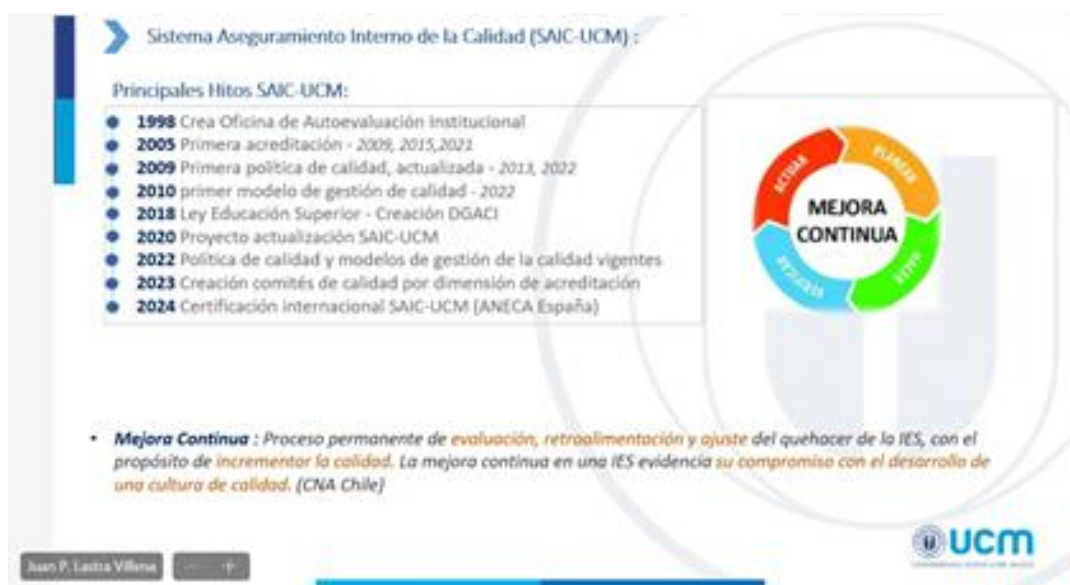 Sistema Aseguramiento Interno de la Calidad (SAIC-UCM) :
Principales Hitos SAIC-UCM:
1998 Crea Oficina de Autoevaluación Institucional
2005 Primera acreditación - 2009, 2015,2021
2009 Primera política de calidad, actualizada - 2013, 2022
2010 primer modelo de gestión de calidad - 2022
2018 Ley Educación Superior - Creación DGACI
2020 Proyecto actualización SAIC-UCM
2022 Política de calidad y modelos de gestión de la calidad vigentes
2023 Creación comités de calidad por dimensión de acreditación
2024 Certificación internacional SAIC-UCM (ANECA España)
ACTUAR
PLANEAR
MEJORA
CONTINUA
VERIFICAR
HACER
• Mejora Continua : Proceso permanente de evaluación, retroalimentación y ajuste del quehacer de la IES, con el
propósito de incrementar la calidad. La mejora continua en una IES evidencia su compromiso con el desarrollo de
una cultura de calidad. (CNA Chile)
ucm
Juan P. Lastra Villena